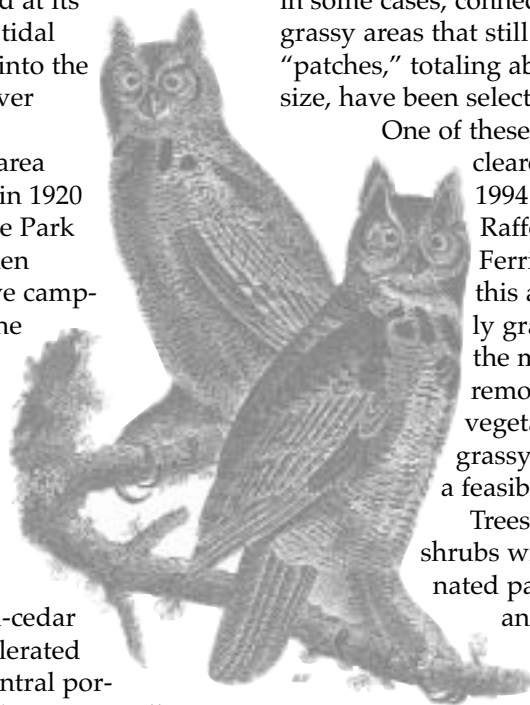 d at its
tidal
into the
ver
area
in 1920
e Park
en
ve camp-
ne
-cedar
lerated
ntral por-
in some cases, connec
grassy areas that still
“patches,” totaling ab
size, have been select
One of these
cleare
1994
Raffe
Ferri
this a
ly gra
the m
remo
vegeta
grassy
a feasib
Trees
shrubs w
nated pa
an